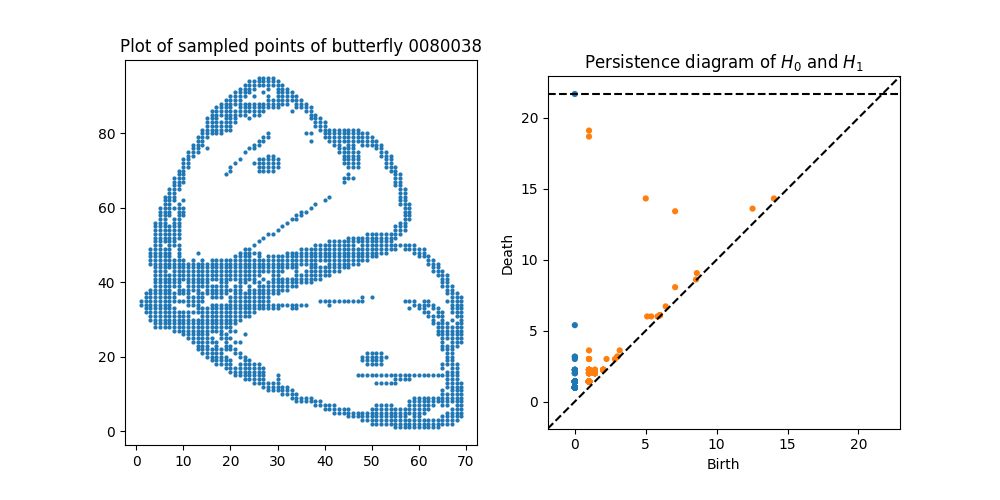 Plot of sampled points of butterfly 0080038
80
60
40
20
0
0 10 20 30 40 50 60 70
Persistence diagram of H₀ and H₁
20
15
10
5
0
Death
0 5 10 15 20
Birth